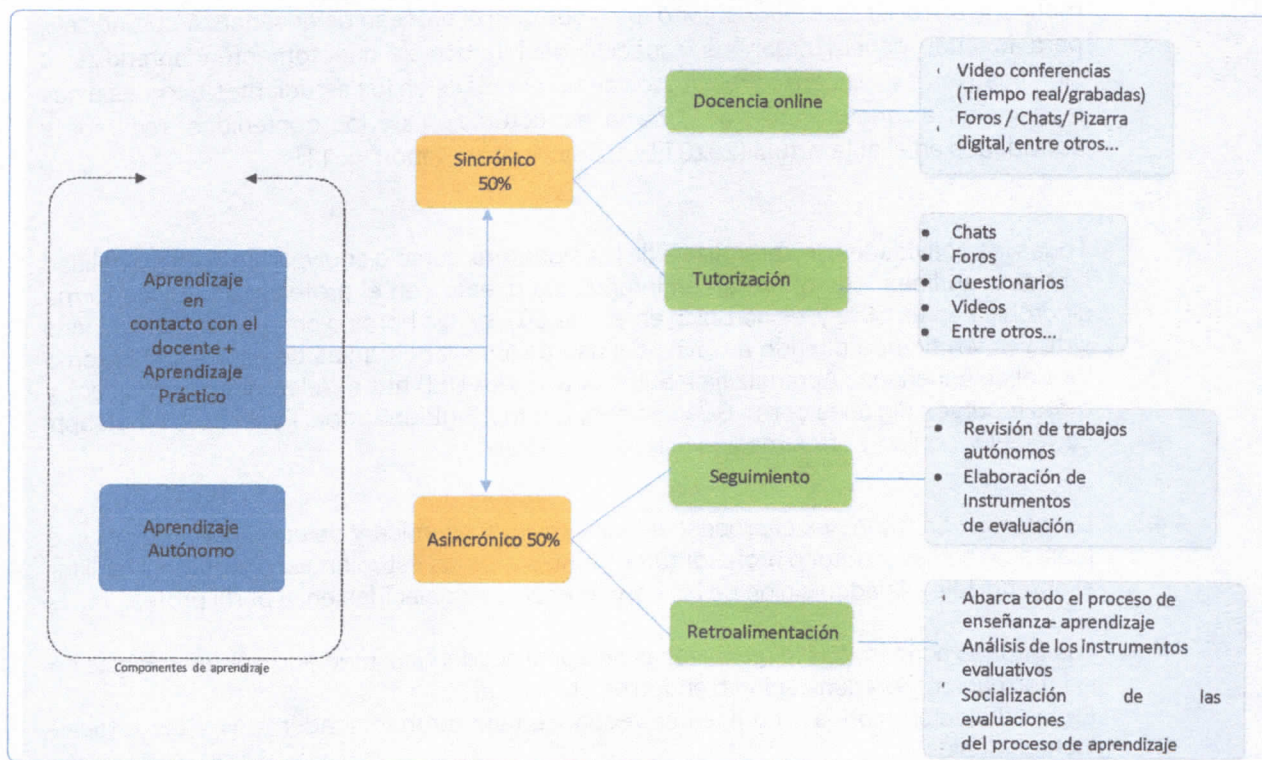 Docencia online
Video conferencias
(Tiempo real/grabadas)
Foros / Chats/ Pizarra
digital, entre otros...
Sincrónico
50%
Tutorización
Chats
Foros
Cuestionarios
Videos
Entre otros...
Aprendizaje
en
contacto con el
docente +
Aprendizaje
Práctico
Aprendizaje
Autónomo
Componentes de aprendizaje
Asincrónico 50%
Seguimiento
Revisión de trabajos
autónomos
Elaboración de
Instrumentos
de evaluación
Retroalimentación
Abarca todo el proceso de
enseñanza- aprendizaje
Análisis de los instrumentos
evaluativos
Socialización de las
evaluaciones
del proceso de aprendizaje